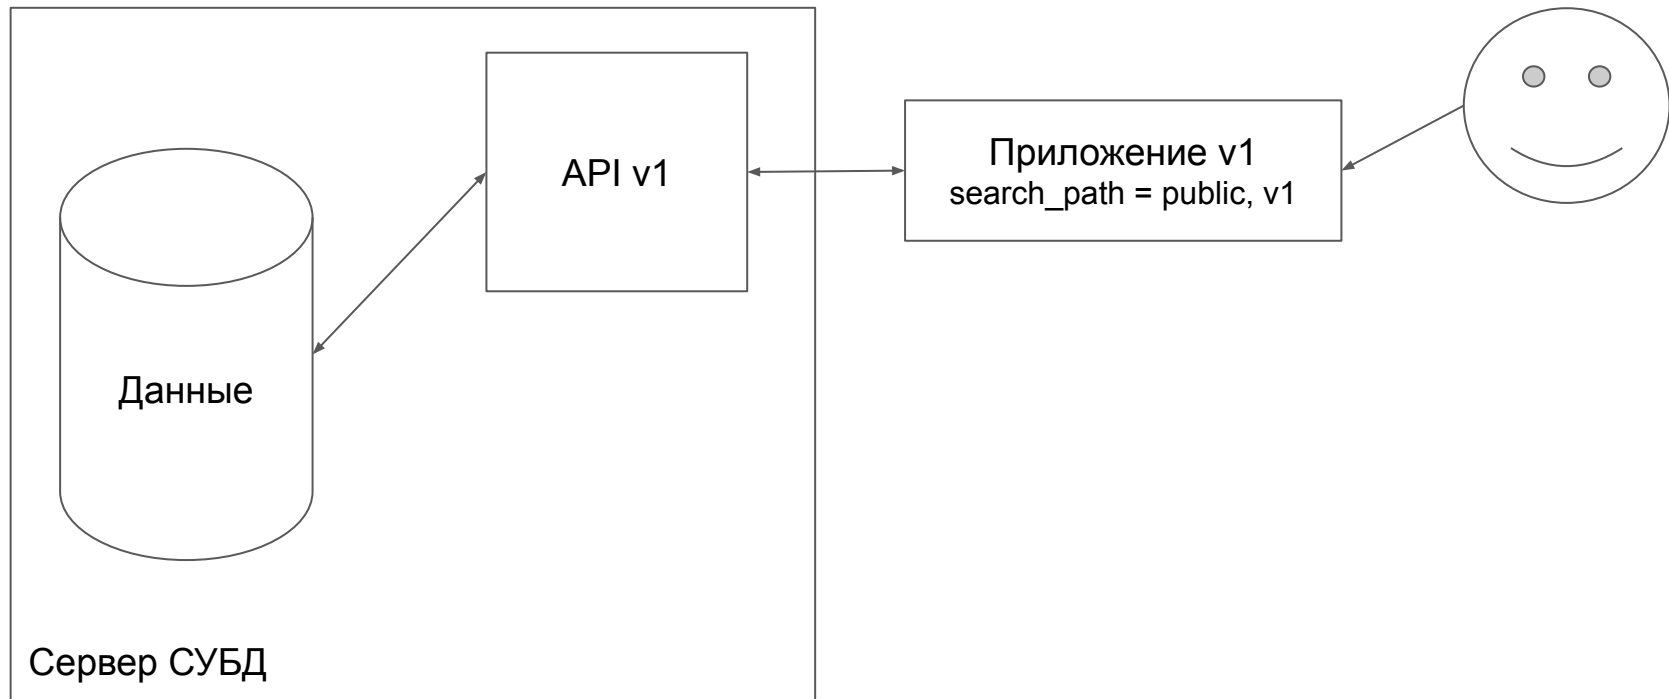 API v1
Приложение v1
search_path = public, v1
Данные
Сервер СУБД